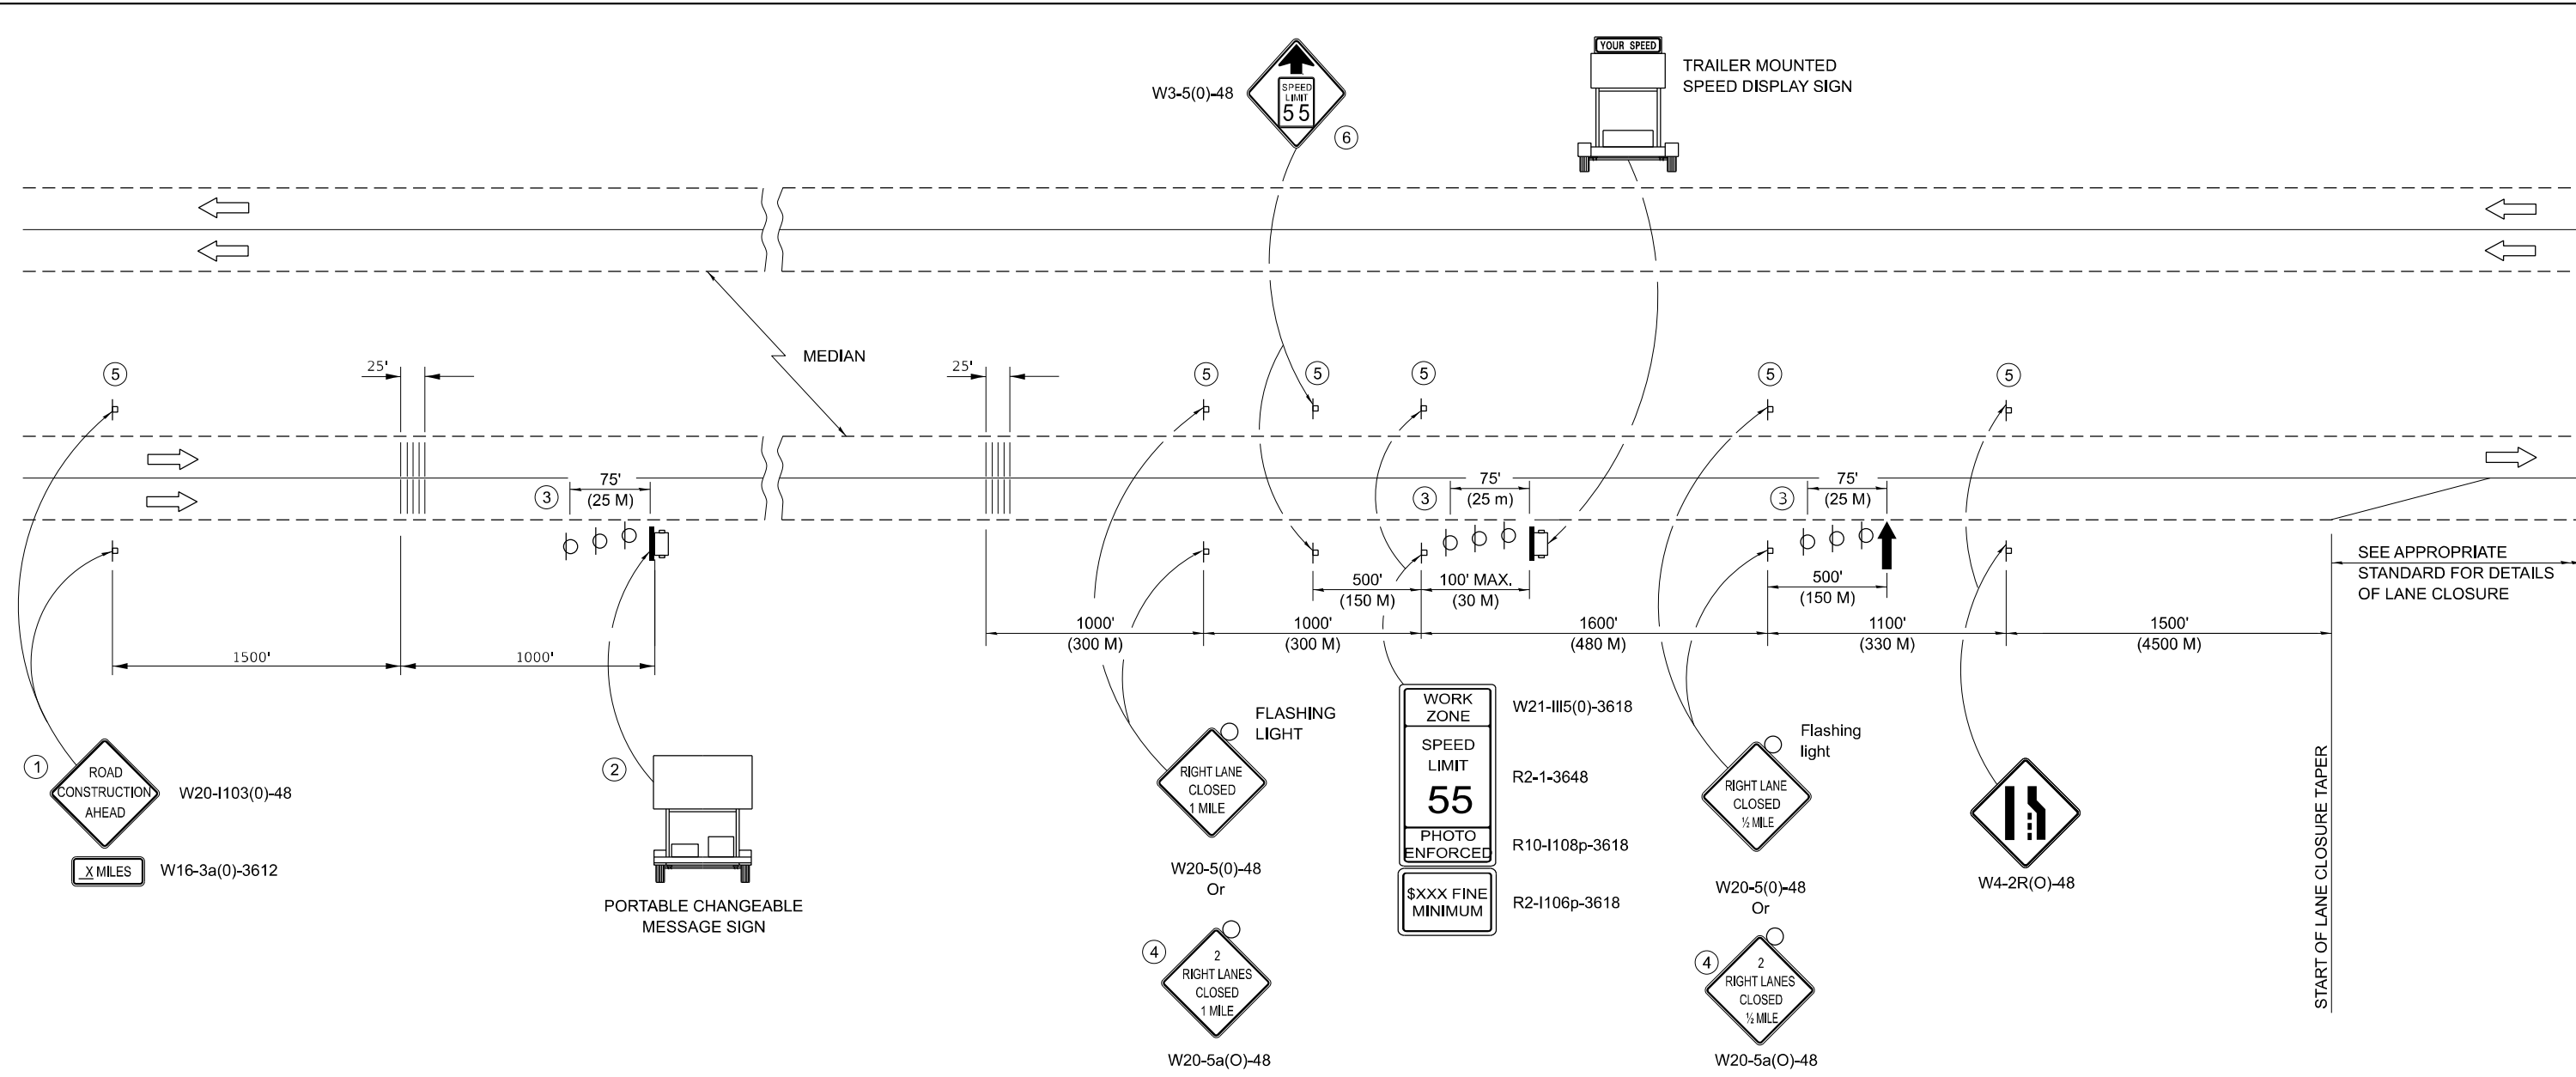 YOUR SPEED
TRAILER MOUNTED
SPEED DISPLAY SIGN
W3-5(0)-48
SPEED
LIMIT
55
6
MEDIAN
5
25'
25'
5
5
5
5
5
3
75'
(25 M)
3
75'
(25 m)
3
75'
(25 M)
500'
(150 M)
100' MAX.
(30 M)
500'
(150 M)
SEE APPROPRIATE
STANDARD FOR DETAILS
OF LANE CLOSURE
1500'
1000'
1000'
(300 M)
1000'
(300 M)
1600'
(480 M)
1100'
(330 M)
1500'
(4500 M)
START OF LANE CLOSURE TAPER
1
ROAD
CONSTRUCTION
AHEAD
W20-I103(0)-48
X MILES
W16-3a(0)-3612
2
PORTABLE CHANGEABLE
MESSAGE SIGN
FLASHING
LIGHT
RIGHT LANE
CLOSED
1 MILE
W20-5(0)-48
Or
4
2
RIGHT LANES
CLOSED
1 MILE
W20-5a(O)-48
WORK
ZONE
W21-III5(0)-3618
SPEED
LIMIT
55
R2-1-3648
PHOTO
ENFORCED
R10-I108p-3618
$XXX FINE
MINIMUM
R2-I106p-3618
Flashing
light
RIGHT LANE
CLOSED
½ MILE
W20-5(0)-48
Or
4
2
RIGHT LANES
CLOSED
½ MILE
W20-5a(O)-48
W4-2R(O)-48